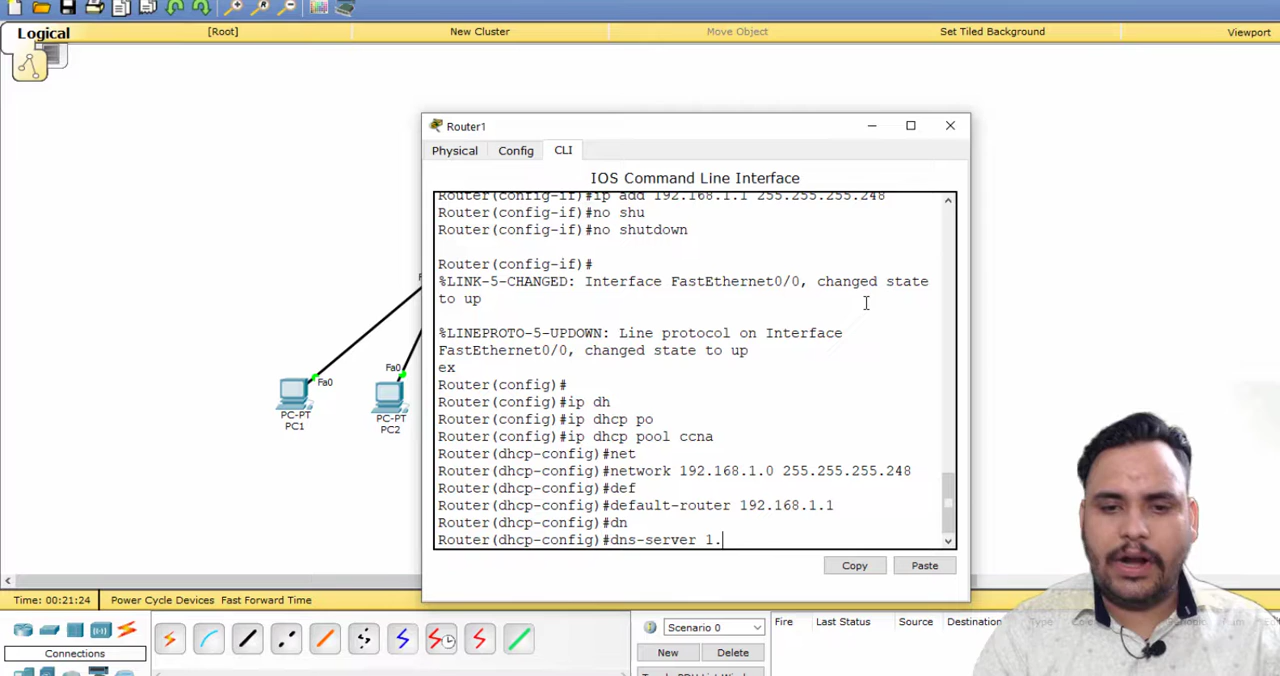 Logical
[Root]
New Cluster
Move Object
Set Tiled Background
Viewport
Router1
Physical
Config
CLI
IOS Command Line Interface
Router(config-if)#ip add 192.168.1.1 255.255.255.248
Router(config-if)#no shu
Router(config-if)#no shutdown
Router(config-if)#
%LINK-5-CHANGED: Interface FastEthernet0/0, changed state
to up
%LINEPROTO-5-UPDOWN: Line protocol on Interface
FastEthernet0/0, changed state to up
ex
Router(config)#
Router(config)#ip dh
Router(config)#ip dhcp po
Router(config)#ip dhcp pool ccna
Router(dhcp-config)#net
Router(dhcp-config)#network 192.168.1.0 255.255.255.248
Router(dhcp-config)#def
Router(dhcp-config)#default-router 192.168.1.1
Router(dhcp-config)#dn
Router(dhcp-config)#dns-server 1.
Copy
Paste
Fa0
PC-PT
PC1
Fa0
PC-PT
PC2
Time: 00:21:24
Power Cycle Devices Fast Forward Time
Connections
Scenario 0
New
Delete
Fire
Last Status
Source
Destination